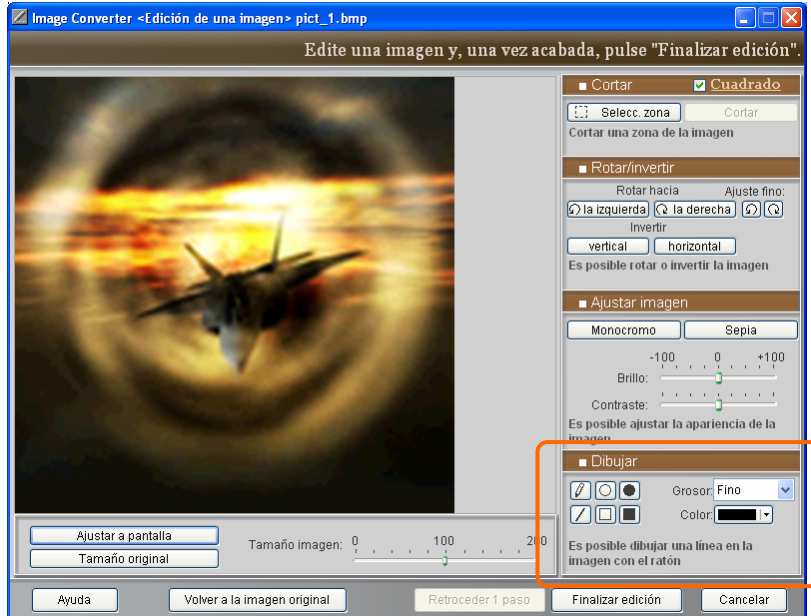 Image Converter <Edición de una imagen> pict_1.bmp
Edite una imagen y, una vez acabada, pulse "Finalizar edición".
Cortar Cuadrado
Selecc. zona Cortar
Cortar una zona de la imagen
Rotar/invertir
Rotar hacia Ajuste fino:
la izquierda la derecha
Invertir
vertical horizontal
Es posible rotar o invertir la imagen
Ajustar imagen
Monocromo Sepia
-100 0 +100
Brillo:
Contraste:
Es posible ajustar la apariencia de la
imagen
Dibujar
Grosor: Fino
Color:
Es posible dibujar una línea en la
imagen con el ratón
Ajustar a pantalla
Tamaño original
Tamaño imagen: 0 100 200
Ayuda Volver a la imagen original Retroceder 1 paso Finalizar edición Cancelar